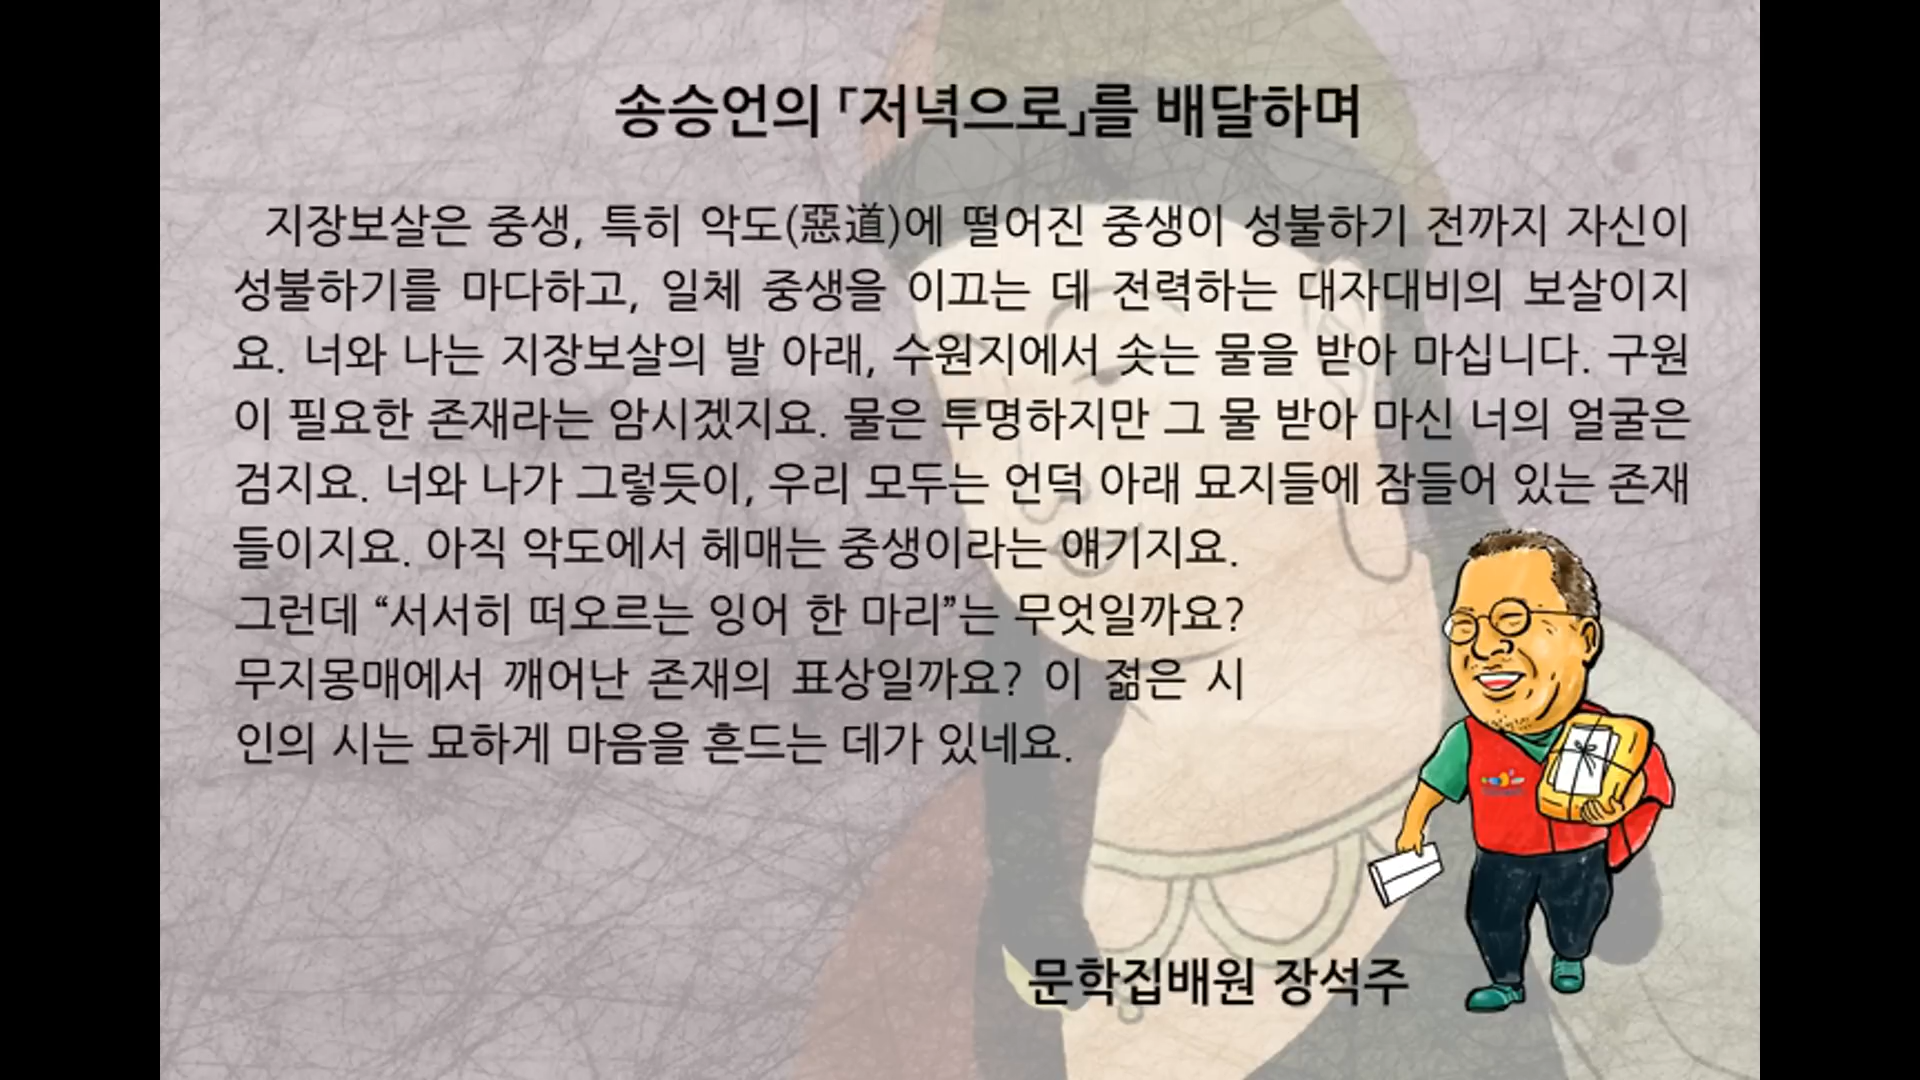 송승언의 「저녁으로」를 배달하며
지장보살은 중생, 특히 악도(惡道)에 떨어진 중생이 성불하기 전까지 자신이
성불하기를 마다하고, 일체 중생을 이끄는 데 전력하는 대자대비의 보살이지
요. 너와 나는 지장보살의 발 아래, 수원지에서 솟는 물을 받아 마십니다. 구원
이 필요한 존재라는 암시겠지요. 물은 투명하지만 그 물 받아 마신 너의 얼굴은
검지요. 너와 나가 그렇듯이, 우리 모두는 언덕 아래 묘지들에 잠들어 있는 존재
들이지요. 아직 악도에서 헤매는 중생이라는 얘기지요.
그런데 “서서히 떠오르는 잉어 한 마리”는 무엇일까요?
무지몽매에서 깨어난 존재의 표상일까요? 이 젊은 시
인의 시는 묘하게 마음을 흔드는 데가 있네요.
문학집배원 장석주